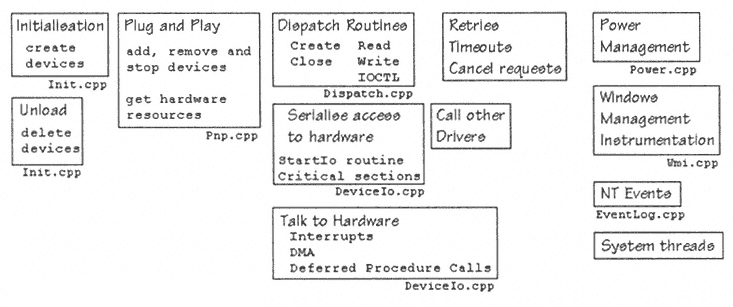 Initialisation
create
devices
Init.cpp
Unload
delete
devices
Init.cpp
Plug and Play
add, remove and
stop devices
get hardware
resources
Pnp.cpp
Dispatch Routines
Create Read
Close Write
IOCTL
Dispatch.cpp
Serialise access
to hardware
StartIo routine
Critical sections
DeviceIo.cpp
Talk to Hardware
Interrupts
DMA
Deferred Procedure Calls
DeviceIo.cpp
Retries
Timeouts
Cancel requests
Call other
Drivers
Power
Management
Power.cpp
Windows
Management
Instrumentation
Wmi.cpp
NT Events
EventLog.cpp
System threads